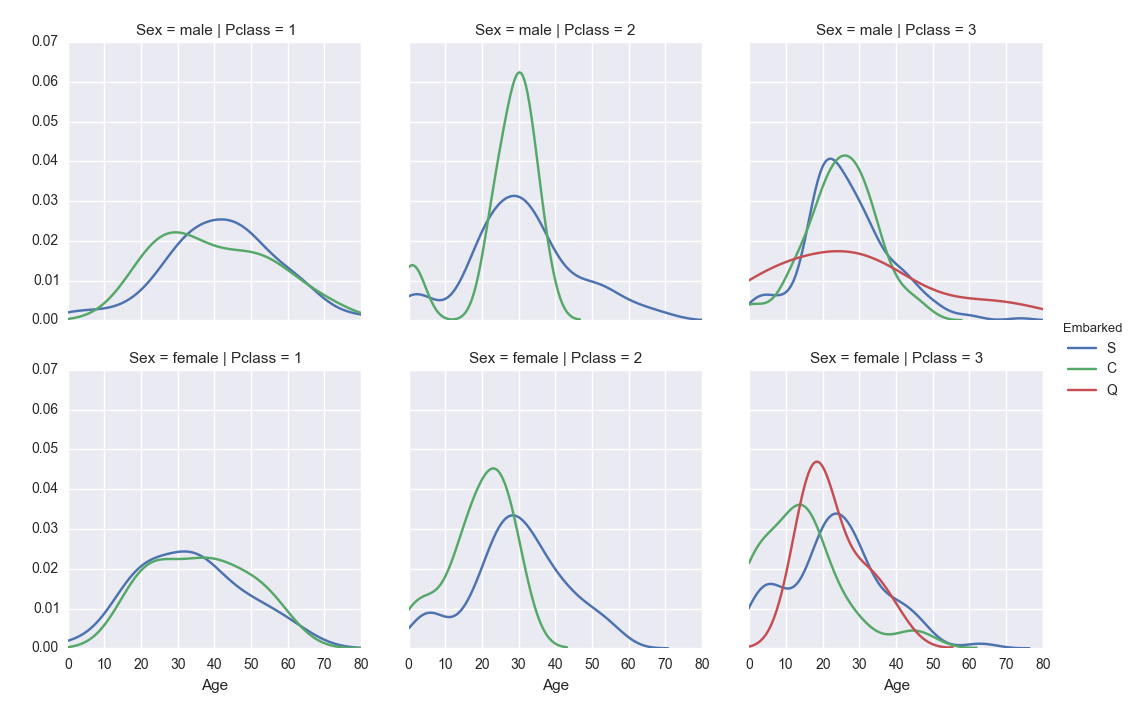 Sex = male | Pclass = 1
Sex = male | Pclass = 2
Sex = male | Pclass = 3
0.07
0.06
0.05
0.04
0.03
0.02
0.01
0.00
Sex = female | Pclass = 1
Sex = female | Pclass = 2
Sex = female | Pclass = 3
0.07
0.06
0.05
0.04
0.03
0.02
0.01
0.00
0 10 20 30 40 50 60 70 80
0 10 20 30 40 50 60 70 80
0 10 20 30 40 50 60 70 80
Age
Age
Age
Embarked
S
C
Q